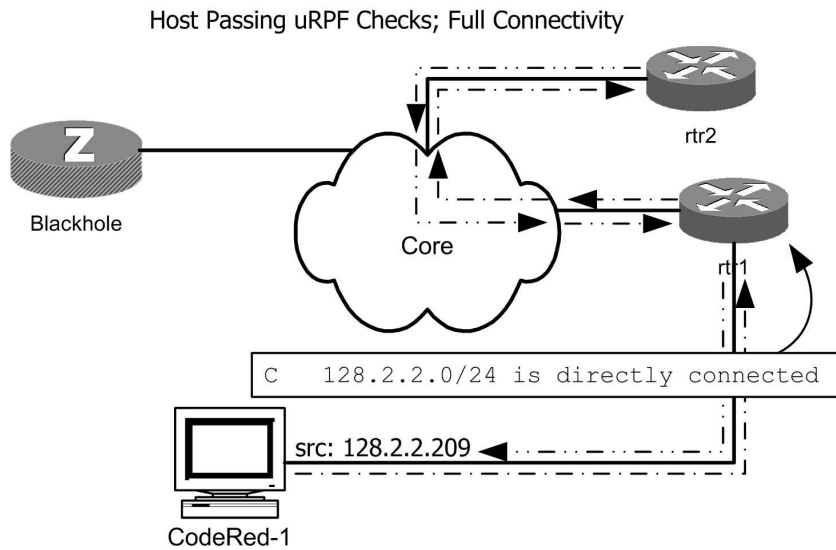 Host Passing uRPF Checks; Full Connectivity
rtr2
Z
Blackhole
Core
rtr1
C 128.2.2.0/24 is directly connected
src: 128.2.2.209
CodeRed-1